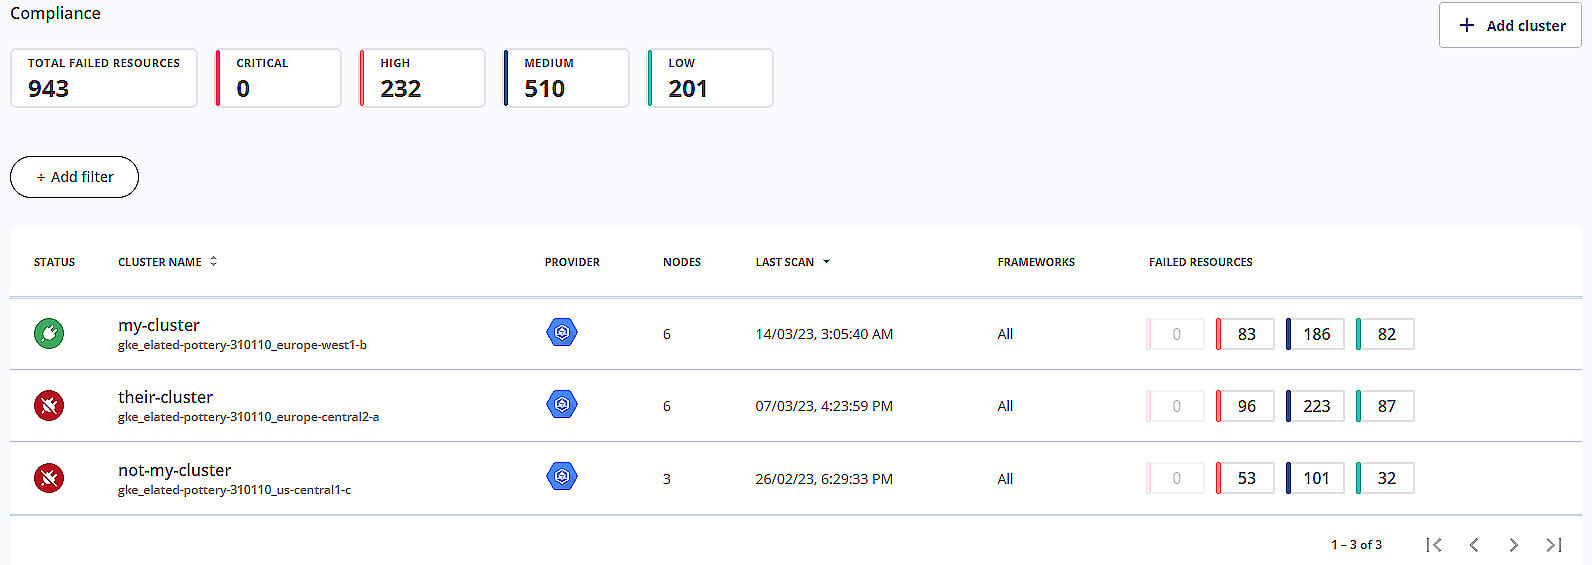 Compliance
+ Add cluster
TOTAL FAILED RESOURCES CRITICAL HIGH MEDIUM LOW
943 0 232 510 201
+ Add filter
STATUS CLUSTER NAME PROVIDER NODES LAST SCAN FRAMEWORKS FAILED RESOURCES
my-cluster
gke_elated-pottery-310110_europe-west1-b
6 14/03/23, 3:05:40 AM All 0 83 186 82
their-cluster
gke_elated-pottery-310110_europe-central2-a
6 07/03/23, 4:23:59 PM All 0 96 223 87
not-my-cluster
gke_elated-pottery-310110_us-central1-c
3 26/02/23, 6:29:33 PM All 0 53 101 32
1 – 3 of 3